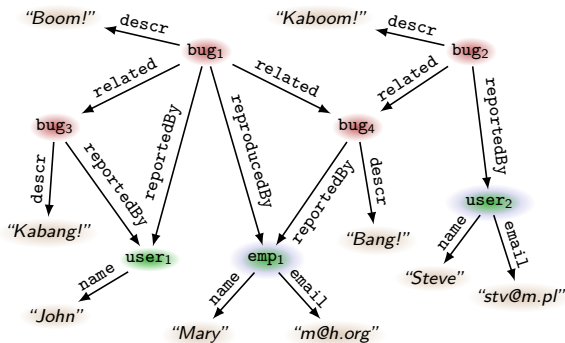 “Boom!”
descr
bug1
“Kaboom!”
descr
bug2
related
related
related
bug3
reportedBy
reproducedBy
bug4
reportedBy
descr
reportedBy
reportedBy
descr
user2
“Kabang!”
user1
emp1
“Bang!”
name
email
name
name
email
“Steve”
“stv@m.pl”
“John”
“Mary”
“m@h.org”